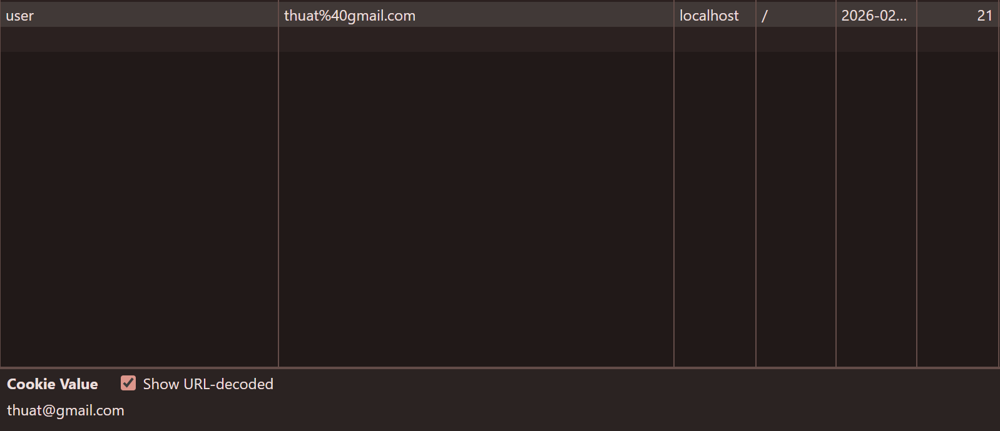 user thuat%40gmail.com localhost / 2026-02... 21
Cookie Value Show URL-decoded
thuat@gmail.com